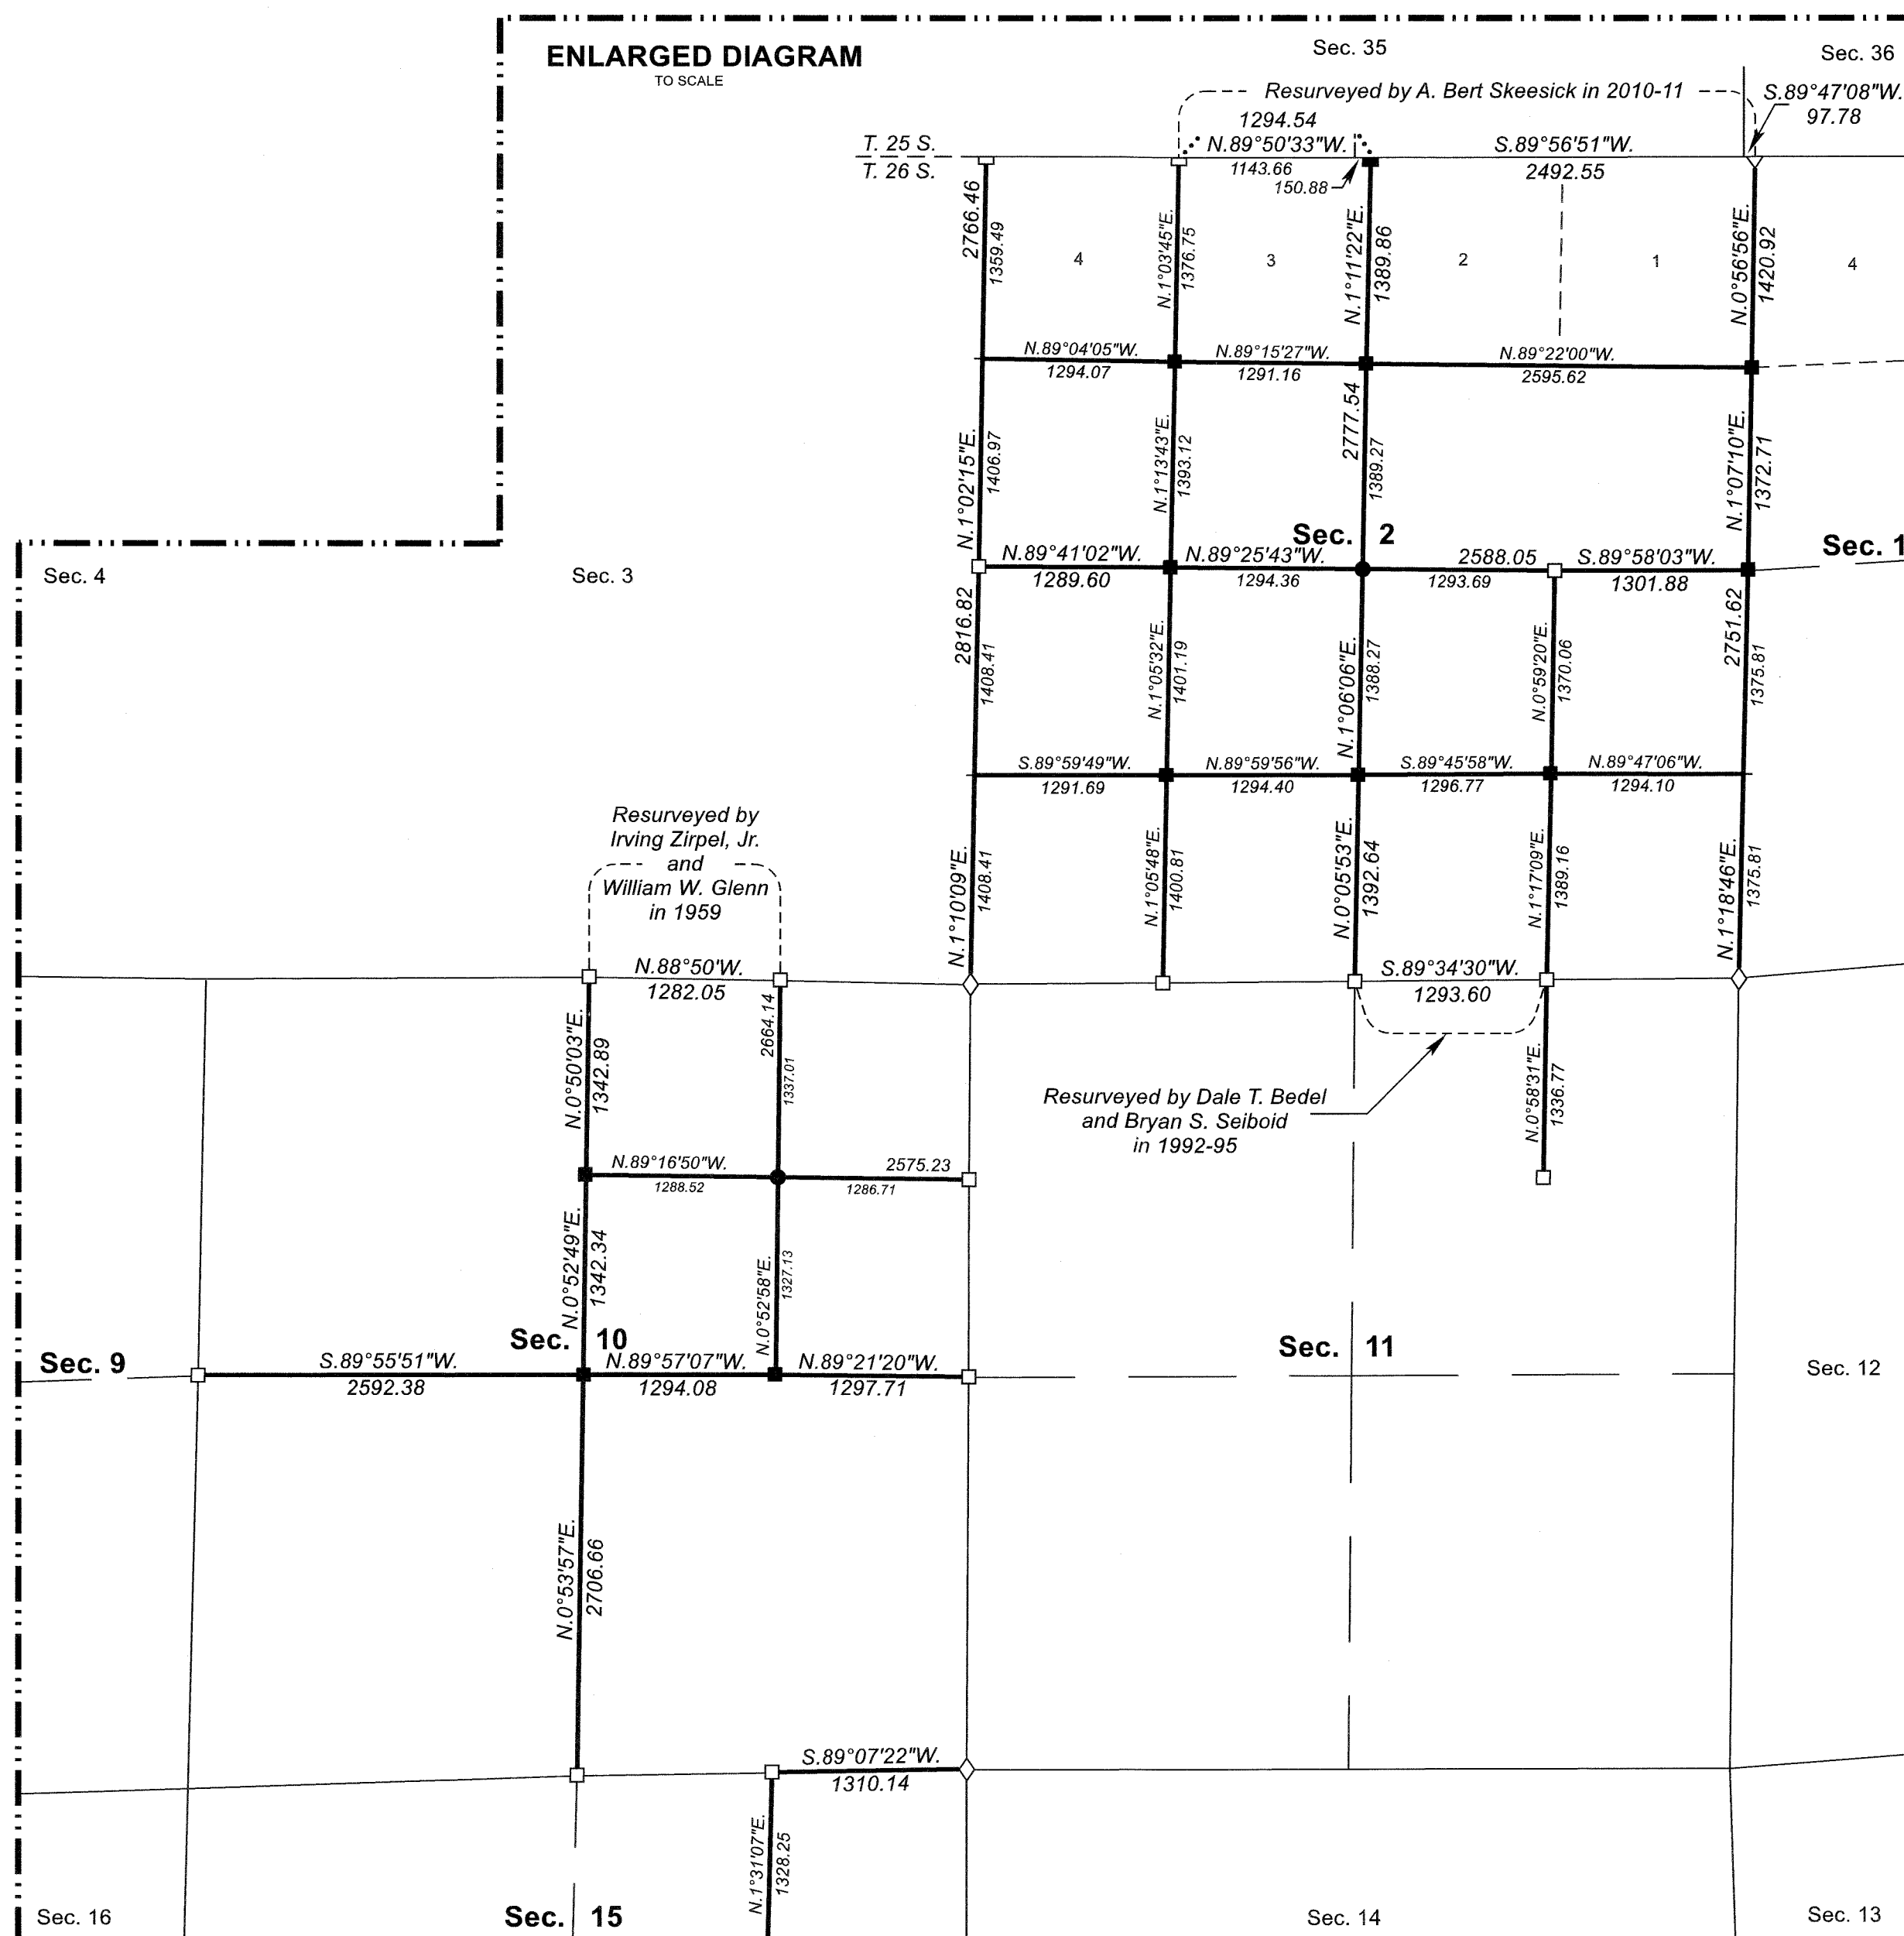 ENLARGED DIAGRAM
TO SCALE
Sec. 35
Sec. 36
Resurveyed by A. Bert Skeesick in 2010-11
S.89°47'08"W.
97.78
1294.54
T. 25 S.
N.89°50'33"W.
S.89°56'51"W.
T. 26 S.
1143.66
2492.55
150.88
2766.46
1359.49
N.1°03'45"E.
1376.75
N.1°11'22"E.
1389.86
N.0°56'56"E.
1420.92
4
3
2
1
4
N.89°04'05"W.
1294.07
N.89°15'27"W.
1291.16
N.89°22'00"W.
2595.62
N.1°02'15"E.
1406.97
N.1°13'43"E.
1393.12
2777.54
1389.27
N.1°07'10"E.
1372.71
Sec. 2
Sec. 1
Sec. 4
Sec. 3
N.89°41'02"W.
1289.60
N.89°25'43"W.
1294.36
2588.05
1293.69
S.89°58'03"W.
1301.88
2816.82
1408.41
N.1°05'32"E.
1401.19
N.1°06'06"E.
1388.27
N.0°59'20"E.
1370.06
2751.62
1375.81
S.89°59'49"W.
1291.69
N.89°59'56"W.
1294.40
S.89°45'58"W.
1296.77
N.89°47'06"W.
1294.10
Resurveyed by
Irving Zirpel, Jr.
and
William W. Glenn
in 1959
N.1°10'09"E.
1408.41
N.1°05'48"E.
1400.81
N.0°05'53"E.
1392.64
N.1°17'09"E.
1389.16
N.1°18'46"E.
1375.81
N.88°50'W.
1282.05
S.89°34'30"W.
1293.60
N.0°50'03"E.
1342.89
2664.14
1337.01
Resurveyed by Dale T. Bedel
and Bryan S. Seiboid
in 1992-95
N.0°58'31"E.
1336.77
N.89°16'50"W.
1288.52
2575.23
1286.71
N.0°52'49"E.
1342.34
N.0°52'58"E.
1327.13
Sec. 10
Sec. 11
Sec. 9
Sec. 12
S.89°55'51"W.
2592.38
N.89°57'07"W.
1294.08
N.89°21'20"W.
1297.71
N.0°53'57"E.
2706.66
S.89°07'22"W.
1310.14
N.1°31'07"E.
1328.25
Sec. 16
Sec. 15
Sec. 14
Sec. 13